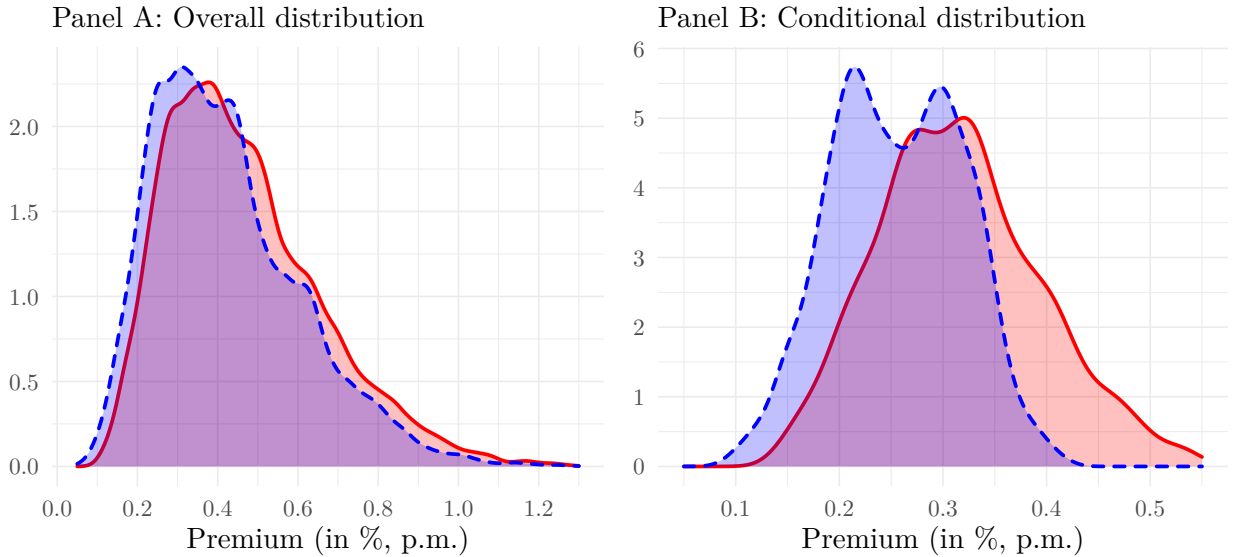 Panel A: Overall distribution
2.0
1.5
1.0
0.5
0.0
0.0 0.2 0.4 0.6 0.8 1.0 1.2
Premium (in %, p.m.)
Panel B: Conditional distribution
6
5
4
3
2
1
0
0.1 0.2 0.3 0.4 0.5
Premium (in %, p.m.)